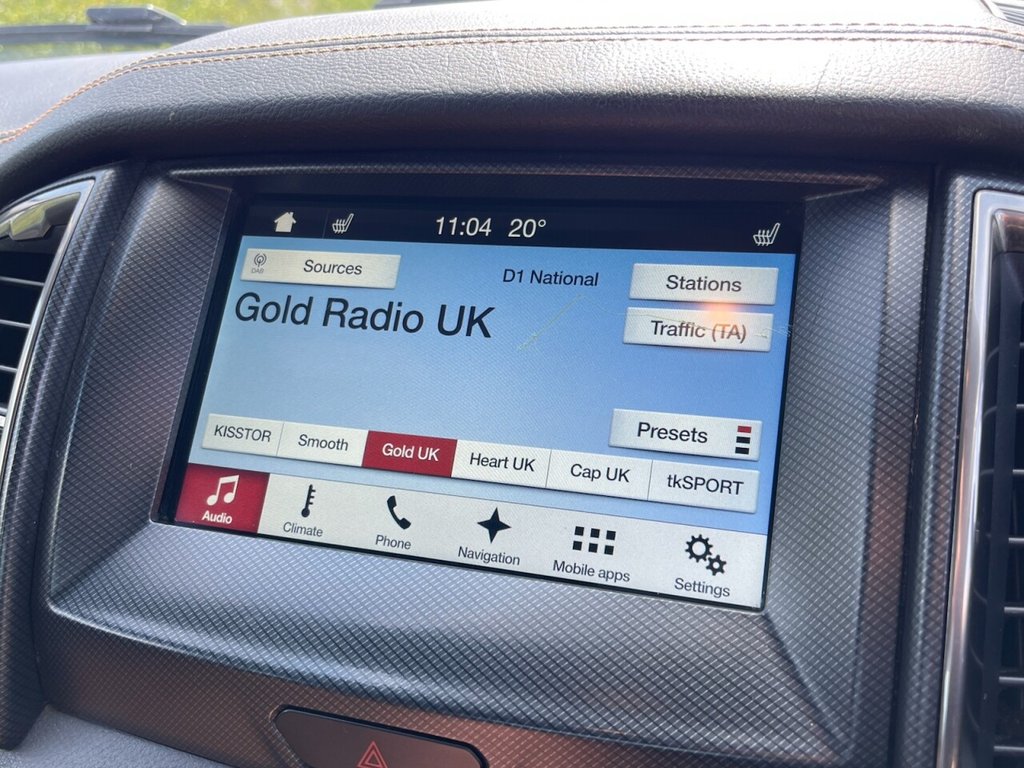 11:04 20°
DAB Sources
D1 National
Stations
Gold Radio UK
Traffic (TA)
Presets
KISSTOR Smooth Gold UK Heart UK Cap UK tkSPORT
Audio Climate Phone Navigation Mobile apps Settings